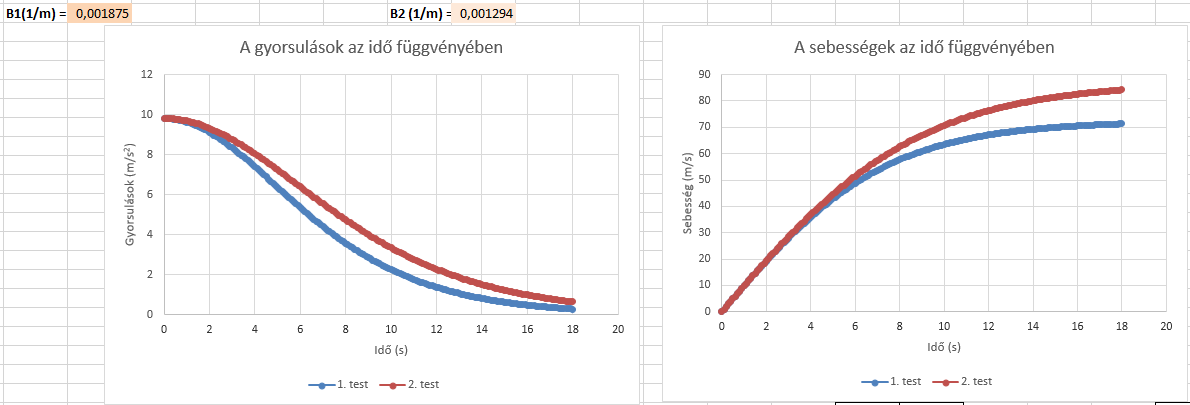 B1(1/m) = 0,001875
B2 (1/m) = 0,001294
A gyorsulások az idő függvényében
12
10
8
6
4
2
0
Gyorsulások (m/s²)
0 2 4 6 8 10 12 14 16 18 20
Idő (s)
1. test 2. test
A sebességek az idő függvényében
90
80
70
60
50
40
30
20
10
0
Sebesség (m/s)
0 2 4 6 8 10 12 14 16 18 20
Idő (s)
1. test 2. test